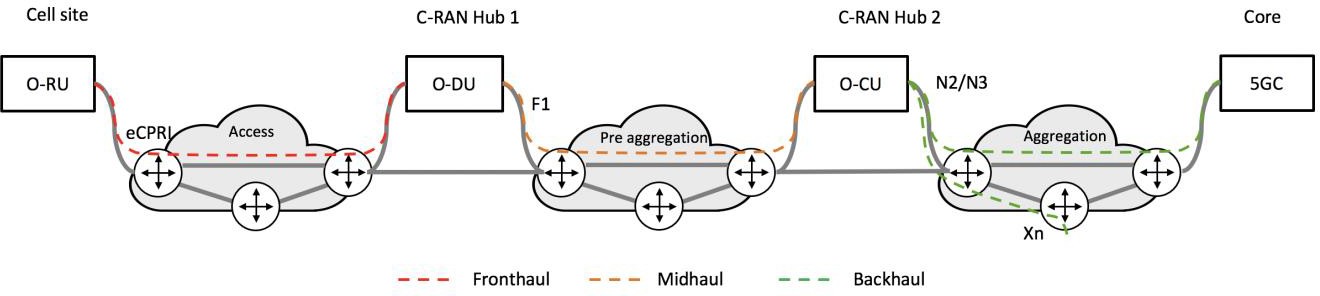 Cell site
C-RAN Hub 1
C-RAN Hub 2
Core
O-RU
O-DU
O-CU
5GC
eCPRI
Access
F1
Pre aggregation
N2/N3
Aggregation
Xn
Fronthaul
Midhaul
Backhaul